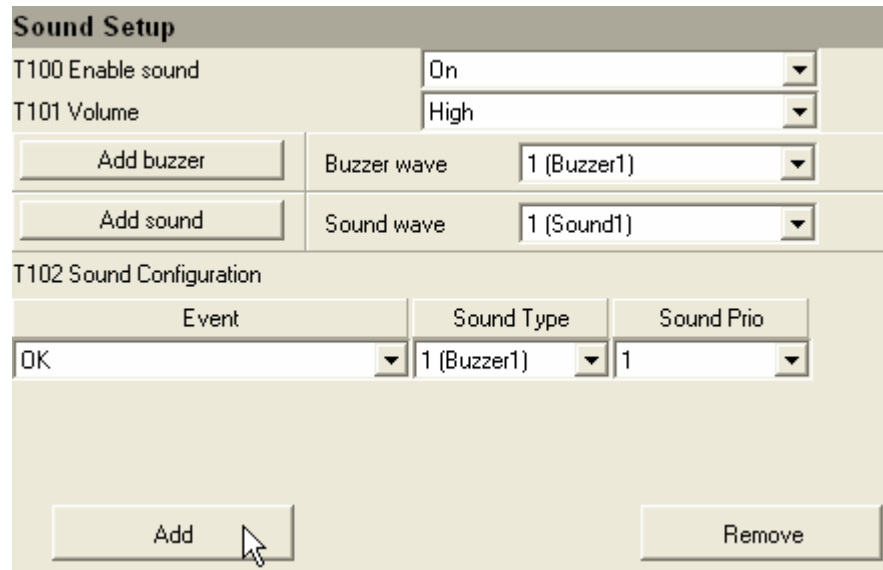 Sound Setup
T100 Enable sound On
T101 Volume High
Add buzzer Buzzer wave 1 (Buzzer1)
Add sound Sound wave 1 (Sound1)
T102 Sound Configuration
Event Sound Type Sound Prio
OK 1 (Buzzer1) 1
Add Remove